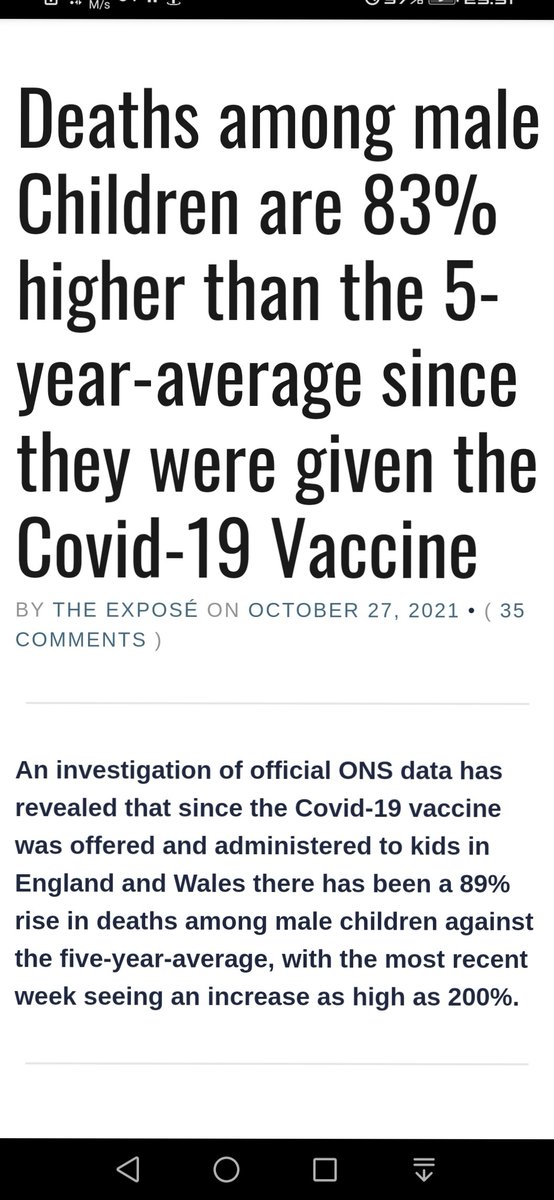 M/s
Deaths among male
Children are 83%
higher than the 5-
year-average since
they were given the
Covid-19 Vaccine
BY THE EXPOSÉ ON OCTOBER 27, 2021 • ( 35
COMMENTS )
An investigation of official ONS data has
revealed that since the Covid-19 vaccine
was offered and administered to kids in
England and Wales there has been a 89%
rise in deaths among male children against
the five-year-average, with the most recent
week seeing an increase as high as 200%.